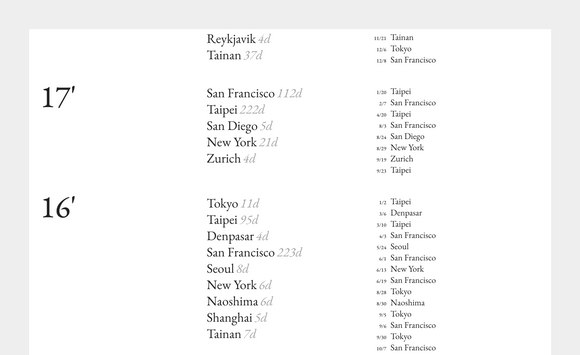 Reykjavik 4d
Tainan 37d
11/21 Tainan
12/6 Tokyo
12/8 San Francisco
17'
San Francisco 112d
Taipei 222d
San Diego 5d
New York 21d
Zurich 4d
1/20 Taipei
2/7 San Francisco
4/20 Taipei
8/3 San Francisco
8/24 San Diego
8/29 New York
9/19 Zurich
9/23 Taipei
16'
Tokyo 11d
Taipei 95d
Denpasar 4d
San Francisco 223d
Seoul 8d
New York 6d
Naoshima 6d
Shanghai 5d
Tainan 7d
1/2 Taipei
3/6 Denpasar
3/10 Taipei
4/3 San Francisco
5/24 Seoul
6/1 San Francisco
6/13 New York
6/19 San Francisco
8/28 Tokyo
8/30 Naoshima
9/5 Tokyo
9/6 San Francisco
9/30 Tokyo
10/7 San Francisco